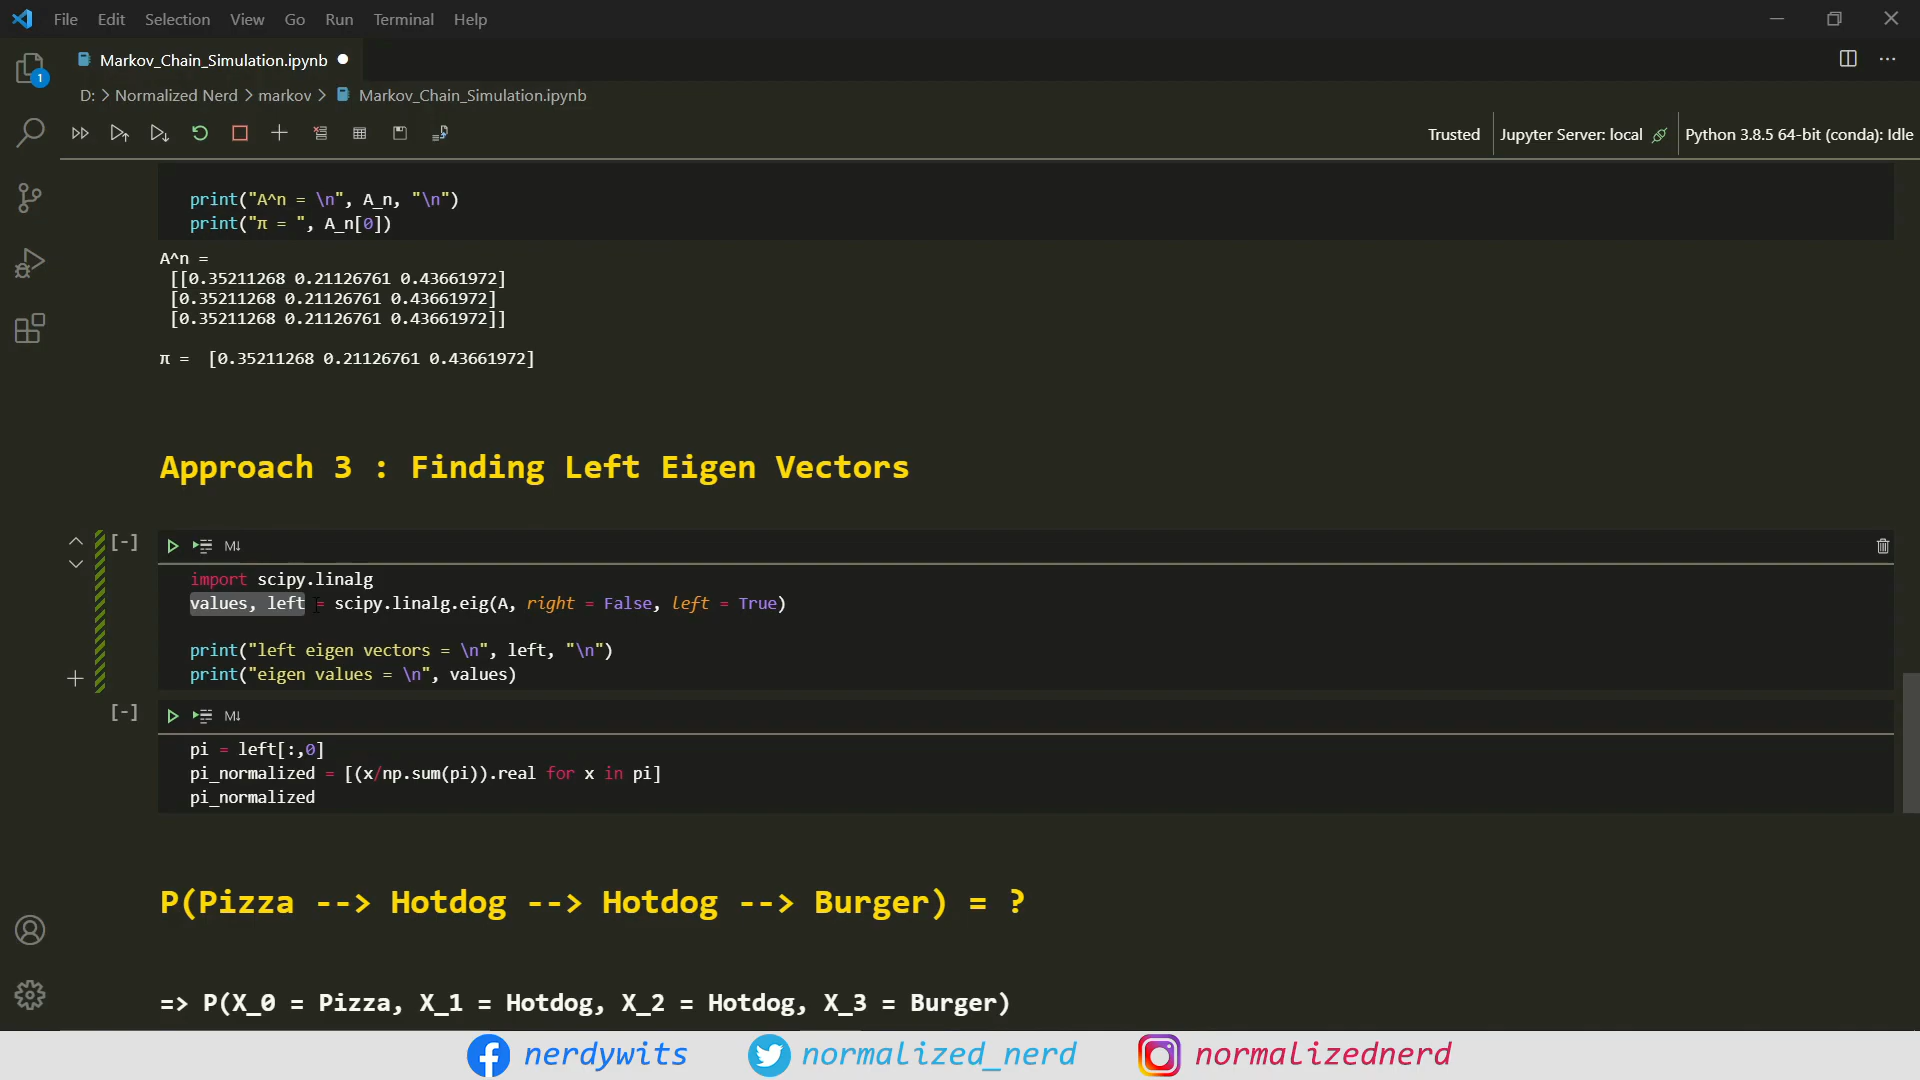 File Edit Selection View Go Run Terminal Help
Markov_Chain_Simulation.ipynb
1
D: > Normalized Nerd > markov > Markov_Chain_Simulation.ipynb
Trusted Jupyter Server: local Python 3.8.5 64-bit (conda): Idle
print("A^n = \n", A_n, "\n")
print("π = ", A_n[0])
A^n =
[[0.35211268 0.21126761 0.43661972]
[0.35211268 0.21126761 0.43661972]
[0.35211268 0.21126761 0.43661972]]
π =  [0.35211268 0.21126761 0.43661972]
Approach 3 : Finding Left Eigen Vectors
[-] M↓
import scipy.linalg
values, left = scipy.linalg.eig(A, right = False, left = True)
print("left eigen vectors = \n", left, "\n")
print("eigen values = \n", values)
[-] M↓
pi = left[:,0]
pi_normalized = [(x/np.sum(pi)).real for x in pi]
pi_normalized
P(Pizza --> Hotdog --> Hotdog --> Burger) = ?
=> P(X_0 = Pizza, X_1 = Hotdog, X_2 = Hotdog, X_3 = Burger)
nerdywits normalized_nerd normalizednerd